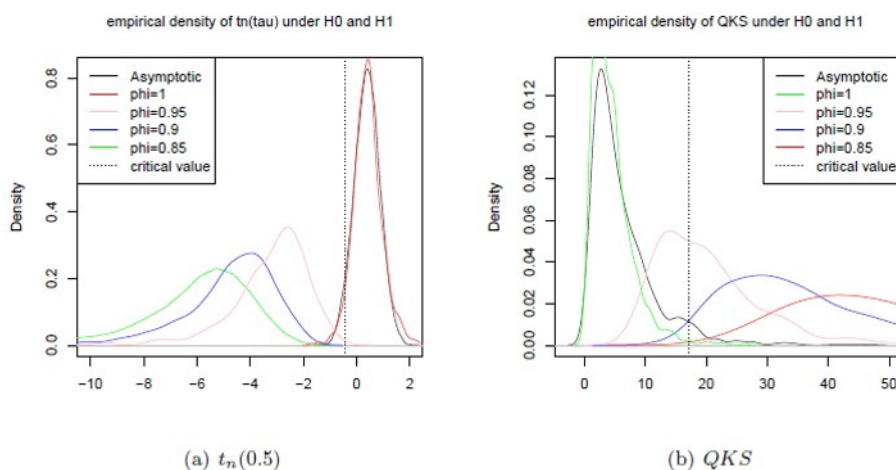 empirical density of tn(tau) under H0 and H1
Density
0.0
0.2
0.4
0.6
0.8
Asymptotic
phi=1
phi=0.95
phi=0.9
phi=0.85
critical value
-10
-8
-6
-4
-2
0
2
(a) tn(0.5)
empirical density of QKS under H0 and H1
Density
0.00
0.02
0.04
0.06
0.08
0.10
0.12
Asymptotic
phi=1
phi=0.95
phi=0.9
phi=0.85
critical value
0
10
20
30
40
50
(b) QKS